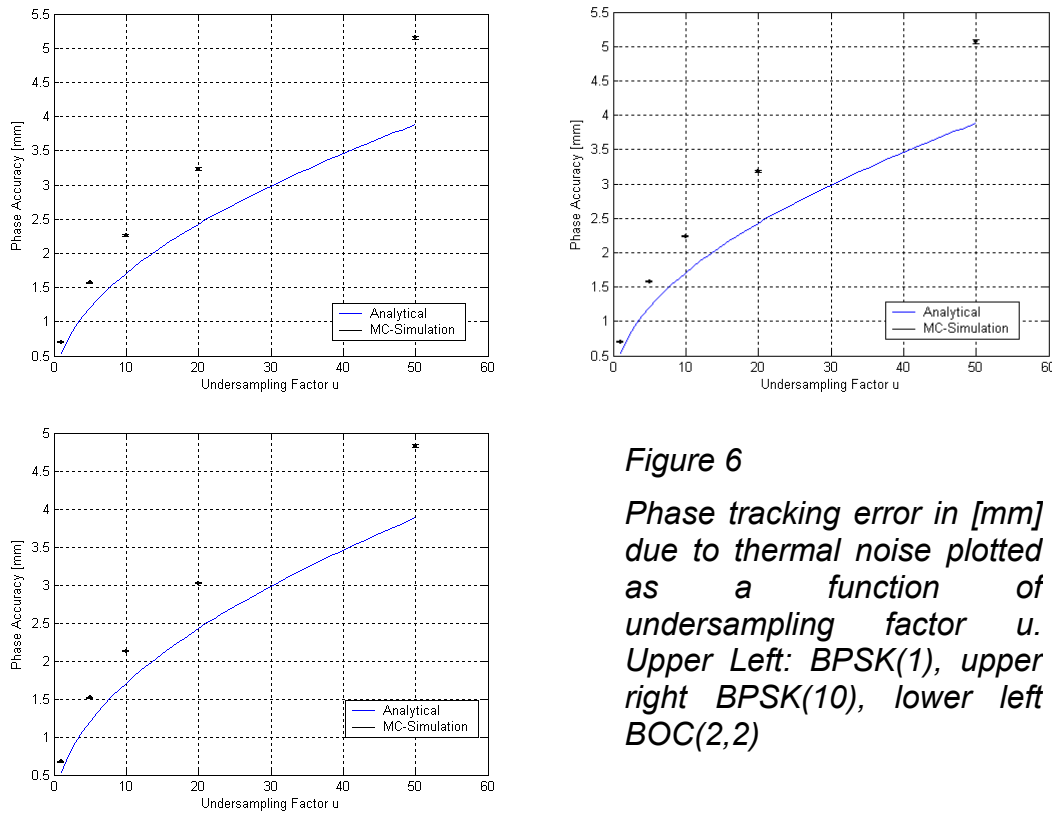 5.5
5
4.5
4
3.5
3
2.5
2
1.5
1
0.5
Phase Accuracy [mm]
0 10 20 30 40 50 60
Undersampling Factor u
Analytical
MC-Simulation
5.5
5
4.5
4
3.5
3
2.5
2
1.5
1
0.5
Phase Accuracy [mm]
0 10 20 30 40 50 60
Undersampling Factor u
Analytical
MC-Simulation
5
4.5
4
3.5
3
2.5
2
1.5
1
0.5
Phase Accuracy [mm]
0 10 20 30 40 50 60
Undersampling Factor u
Analytical
MC-Simulation
Figure 6
Phase tracking error in [mm]
due to thermal noise plotted
as a function of
undersampling factor u.
Upper Left: BPSK(1), upper
right BPSK(10), lower left
BOC(2,2)